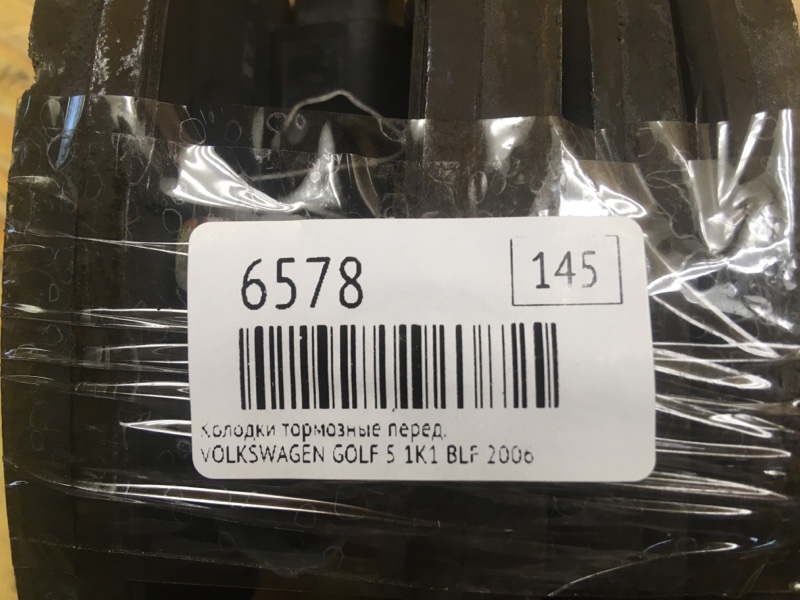 6578
145
Колодки тормозные перед.
VOLKSWAGEN GOLF 5 1K1 BLF 2006